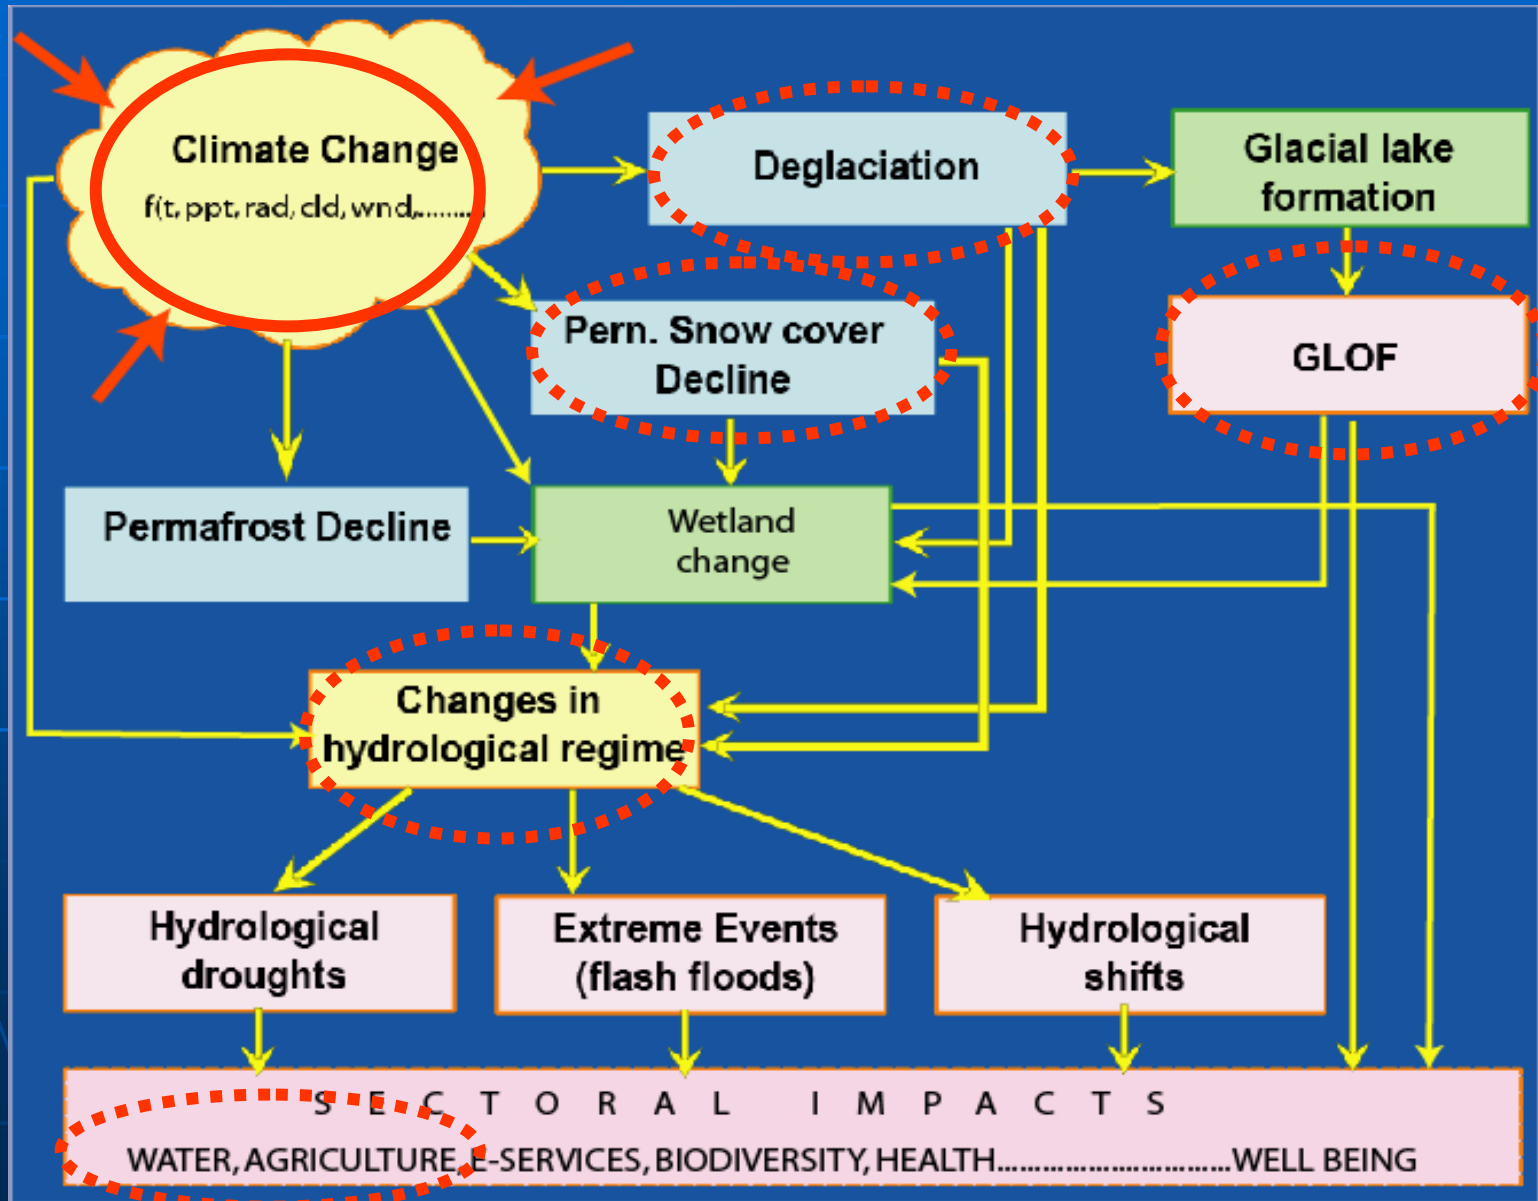 Climate Change
f(t, ppt, rad, cld, wnd,.........
Deglaciation
Glacial lake
formation
Pern. Snow cover
Decline
GLOF
Permafrost Decline
Wetland
change
Changes in
hydrological regime
Hydrological
droughts
Extreme Events
(flash floods)
Hydrological
shifts
SECTORAL IMPACTS
WATER, AGRICULTURE, E-SERVICES, BIODIVERSITY, HEALTH..............................WELL BEING